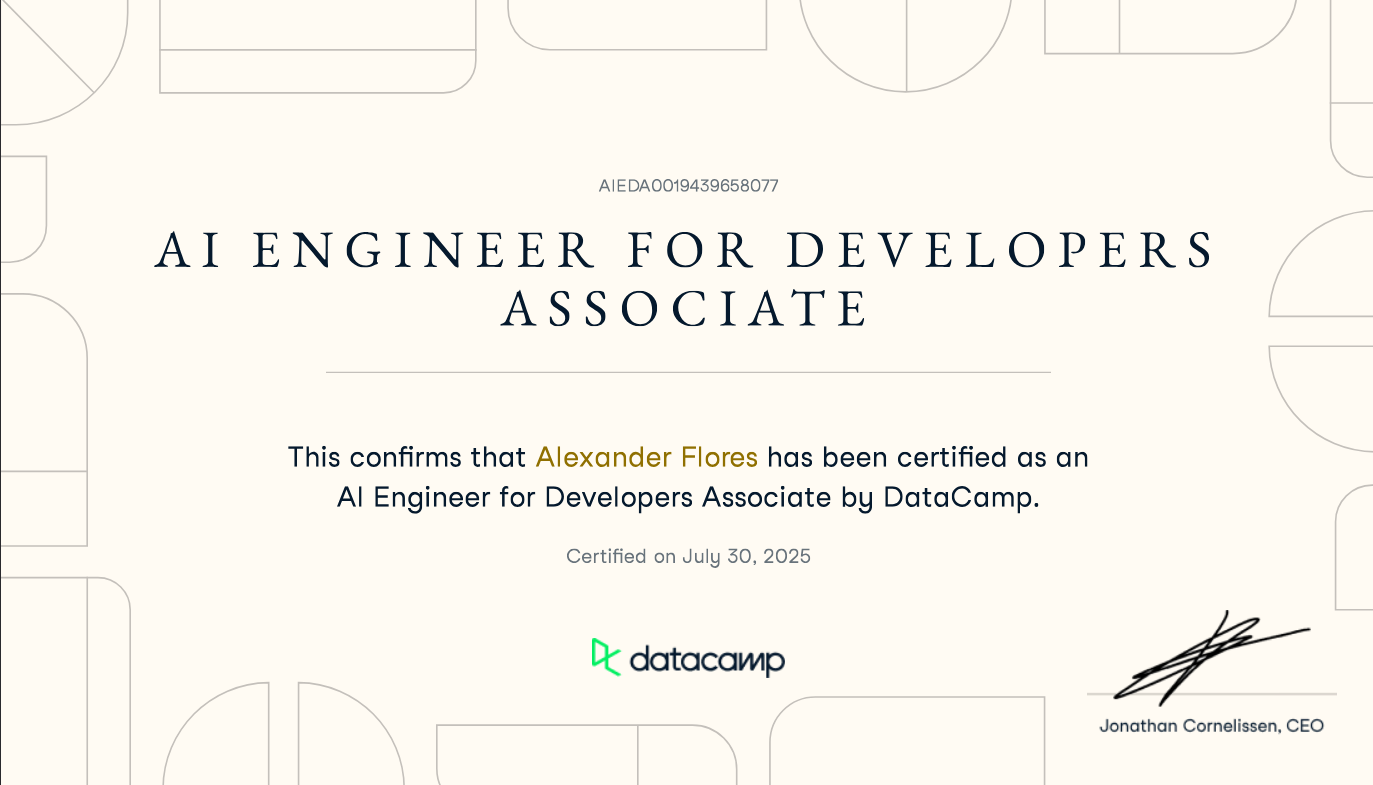 AIEDA0019439658077
AI ENGINEER FOR DEVELOPERS
ASSOCIATE
This confirms that Alexander Flores has been certified as an
AI Engineer for Developers Associate by DataCamp.
Certified on July 30, 2025
datacamp
Jonathan Cornelissen, CEO